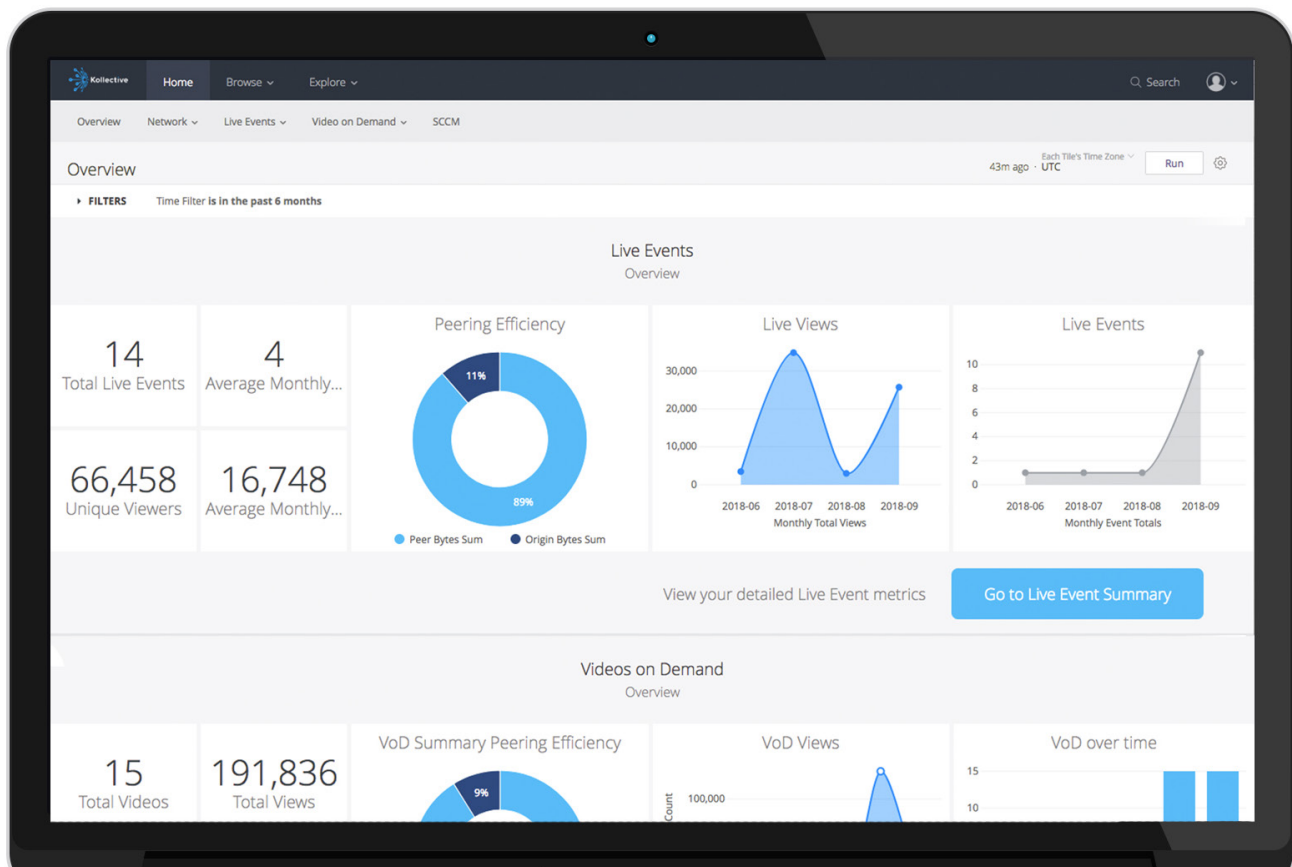 Kollective
Home
Browse
Explore
Search
Overview
Network
Live Events
Video on Demand
SCCM
Overview
43m ago · Each Tile's Time Zone
UTC
Run
FILTERS
Time Filter is in the past 6 months
Live Events
Overview
14
Total Live Events
4
Average Monthly...
66,458
Unique Viewers
16,748
Average Monthly...
Peering Efficiency
11%
89%
Peer Bytes Sum
Origin Bytes Sum
Live Views
30,000
20,000
10,000
0
2018-06 2018-07 2018-08 2018-09
Monthly Total Views
Live Events
10
8
6
4
2
0
2018-06 2018-07 2018-08 2018-09
Monthly Event Totals
View your detailed Live Event metrics
Go to Live Event Summary
Videos on Demand
Overview
15
Total Videos
191,836
Total Views
VoD Summary Peering Efficiency
9%
VoD Views
Count
100,000
VoD over time
15
10